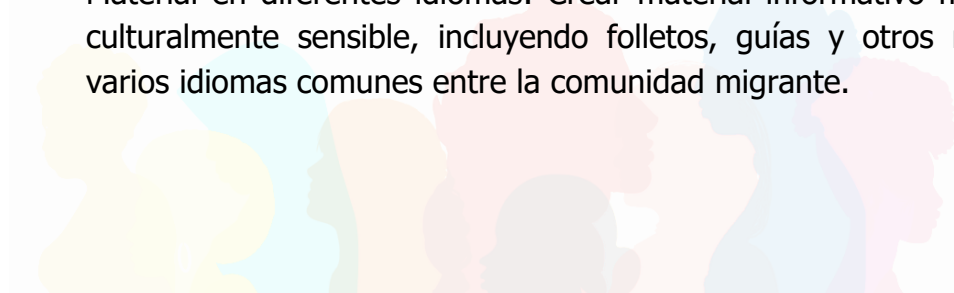 Material en diferentes idiomas: Crear material informativo
culturalmente sensible, incluyendo folletos, guías y otros
varios idiomas comunes entre la comunidad migrante.